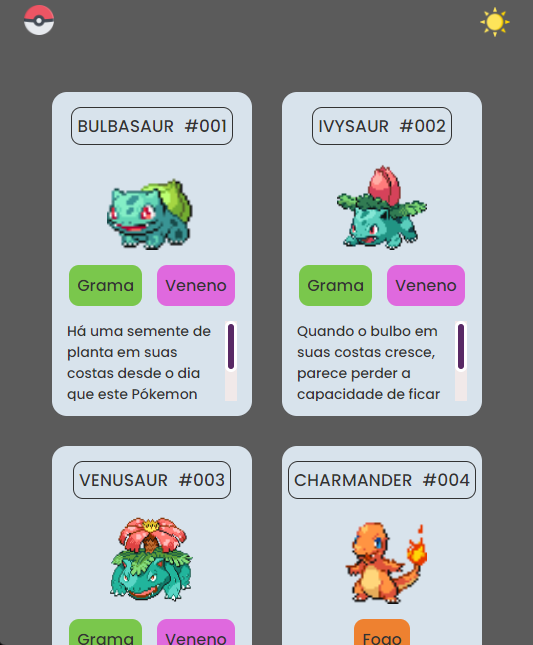 BULBASAUR #001
IVYSAUR #002
Grama
Veneno
Grama
Veneno
Há uma semente de
planta em suas
costas desde o dia
que este Pókemon
Quando o bulbo em
suas costas cresce,
parece perder a
capacidade de ficar
VENUSAUR #003
CHARMANDER #004
Grama
Veneno
Fogo